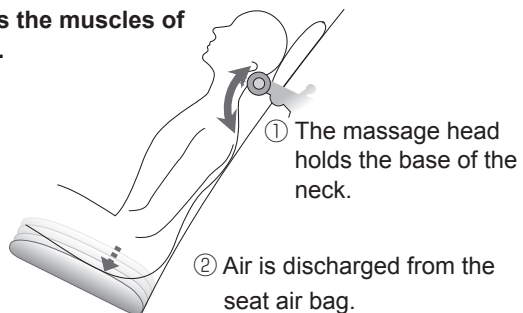 s the muscles of
.
① The massage head
holds the base of the
neck.
② Air is discharged from the
seat air bag.